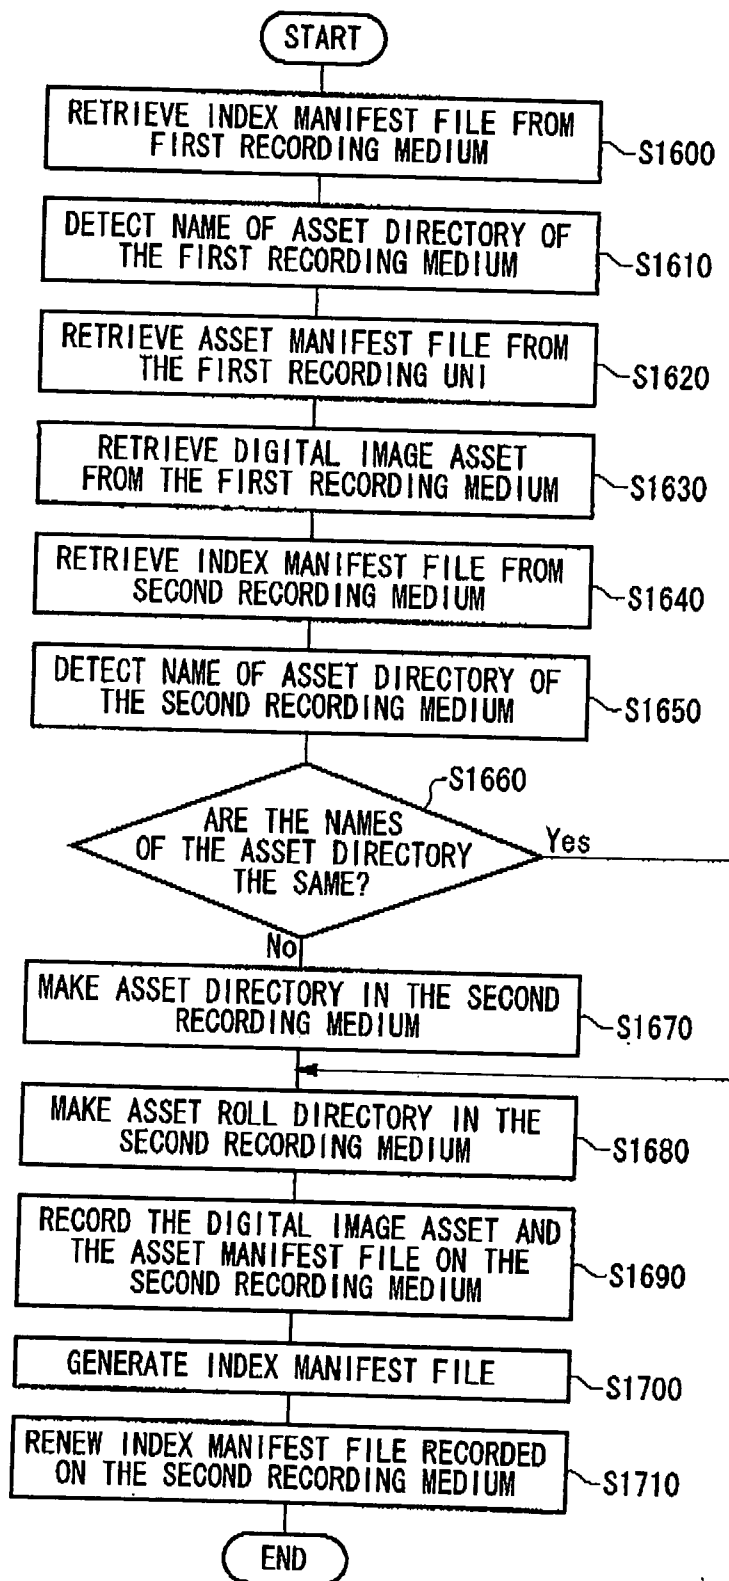 START
RETRIEVE INDEX MANIFEST FILE FROM
FIRST RECORDING MEDIUM
S1600
DETECT NAME OF ASSET DIRECTORY OF
THE FIRST RECORDING MEDIUM
S1610
RETRIEVE ASSET MANIFEST FILE FROM
THE FIRST RECORDING UNI
S1620
RETRIEVE DIGITAL IMAGE ASSET
FROM THE FIRST RECORDING MEDIUM
S1630
RETRIEVE INDEX MANIFEST FILE FROM
SECOND RECORDING MEDIUM
S1640
DETECT NAME OF ASSET DIRECTORY OF
THE SECOND RECORDING MEDIUM
S1650
S1660
ARE THE NAMES
OF THE ASSET DIRECTORY
THE SAME?
Yes
No
MAKE ASSET DIRECTORY IN THE SECOND
RECORDING MEDIUM
S1670
MAKE ASSET ROLL DIRECTORY IN THE
SECOND RECORDING MEDIUM
S1680
RECORD THE DIGITAL IMAGE ASSET AND
THE ASSET MANIFEST FILE ON THE
SECOND RECORDING MEDIUM
S1690
GENERATE INDEX MANIFEST FILE
S1700
RENEW INDEX MANIFEST FILE RECORDED
ON THE SECOND RECORDING MEDIUM
S1710
END